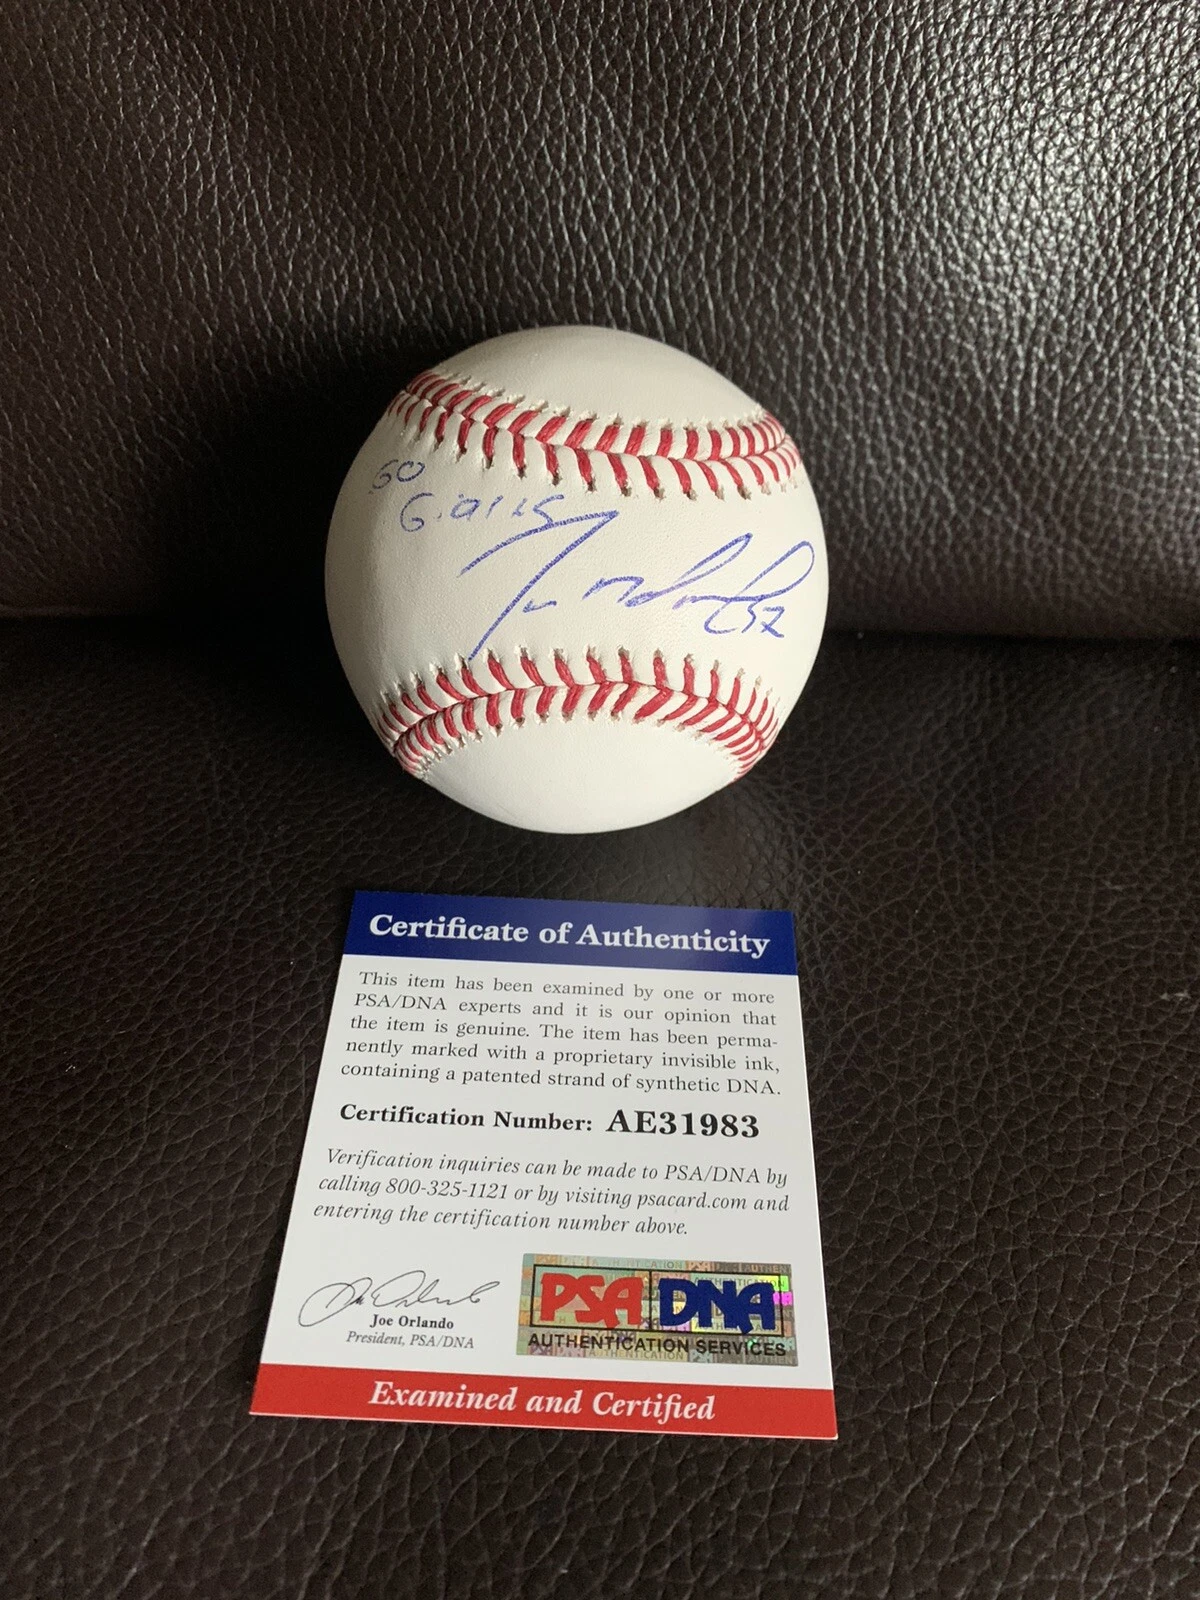 GO
Giants
57
Certificate of Authenticity
This item has been examined by one or more
PSA/DNA experts and it is our opinion that
the item is genuine. The item has been perma-
nently marked with a proprietary invisible ink,
containing a patented strand of synthetic DNA.
Certification Number: AE31983
Verification inquiries can be made to PSA/DNA by
calling 800-325-1121 or by visiting psacard.com and
entering the certification number above.
Joe Orlando
President, PSA/DNA
PSA DNA
AUTHENTICATION SERVICES
Examined and Certified